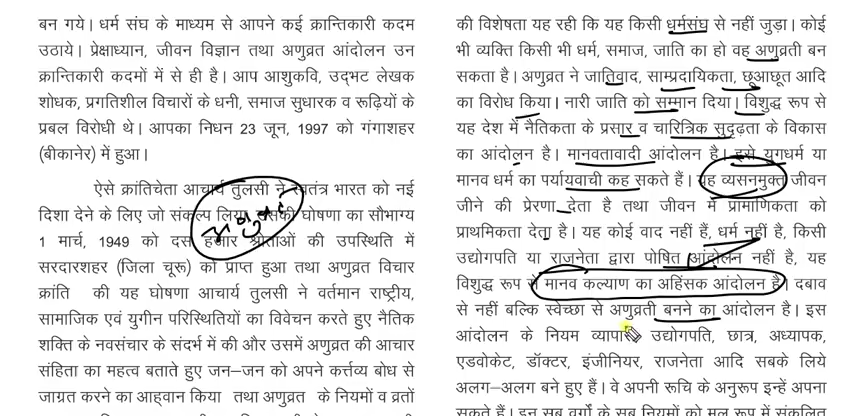 बन गये। धर्म संघ के माध्यम से आपने कई क्रान्तिकारी कदम
उठाये। प्रेक्षाध्यान, जीवन विज्ञान तथा अणुव्रत आंदोलन उन
क्रान्तिकारी कदमों में से ही है। आप आशुकवि, उद्भट लेखक
शोधक, प्रगतिशील विचारों के धनी, समाज सुधारक व रूढ़ियों के
प्रबल विरोधी थे। आपका निधन 23 जून, 1997 को गंगाशहर
(बीकानेर) में हुआ।
ऐसे क्रांतिचेता आचार्य तुलसी ने स्वतंत्र भारत को नई
दिशा देने के लिए जो संकल्प लिया उसकी घोषणा का सौभाग्य
1 मार्च, 1949 को दस हजार श्रोताओं की उपस्थिति में
सरदारशहर (जिला चूरू) को प्राप्त हुआ तथा अणुव्रत विचार
क्रांति की यह घोषणा आचार्य तुलसी ने वर्तमान राष्ट्रीय,
सामाजिक एवं युगीन परिस्थितियों का विवेचन करते हुए नैतिक
शक्ति के नवसंचार के संदर्भ में की और उसमें अणुव्रत की आचार
संहिता का महत्व बताते हुए जन–जन को अपने कर्त्तव्य बोध से
जाग्रत करने का आह्वान किया तथा अणुव्रत के नियमों व व्रतों
की विशेषता यह रही कि यह किसी धर्मसंघ से नहीं जुड़ा। कोई
भी व्यक्ति किसी भी धर्म, समाज, जाति का हो वह अणुव्रती बन
सकता है। अणुव्रत ने जातिवाद, साम्प्रदायिकता, छूआछूत आदि
का विरोध किया। नारी जाति को सम्मान दिया। विशुद्ध रूप से
यह देश में नैतिकता के प्रसार व चारित्रिक सुदृढ़ता के विकास
का आंदोलन है। मानवतावादी आंदोलन है। इसे युगधर्म या
मानव धर्म का पर्यायवाची कह सकते हैं। यह व्यसनमुक्त जीवन
जीने की प्रेरणा देता है तथा जीवन में प्रामाणिकता को
प्राथमिकता देता है। यह कोई वाद नहीं हैं, धर्म नहीं है, किसी
उद्योगपति या राजनेता द्वारा पोषित आंदोलन नहीं है, यह
विशुद्ध रूप से मानव कल्याण का अहिंसक आंदोलन है। दबाव
से नहीं बल्कि स्वेच्छा से अणुव्रती बनने का आंदोलन है। इस
आंदोलन के नियम उद्योगपति, छात्र, अध्यापक,
एडवोकेट, डॉक्टर, इंजीनियर, राजनेता आदि सबके लिये
अलग–अलग बने हुए हैं। वे अपनी रूचि के अनुरूप इन्हें अपना
सकते हैं। इन सब वर्गों के सब नियमों को मूल रूप में संकलित